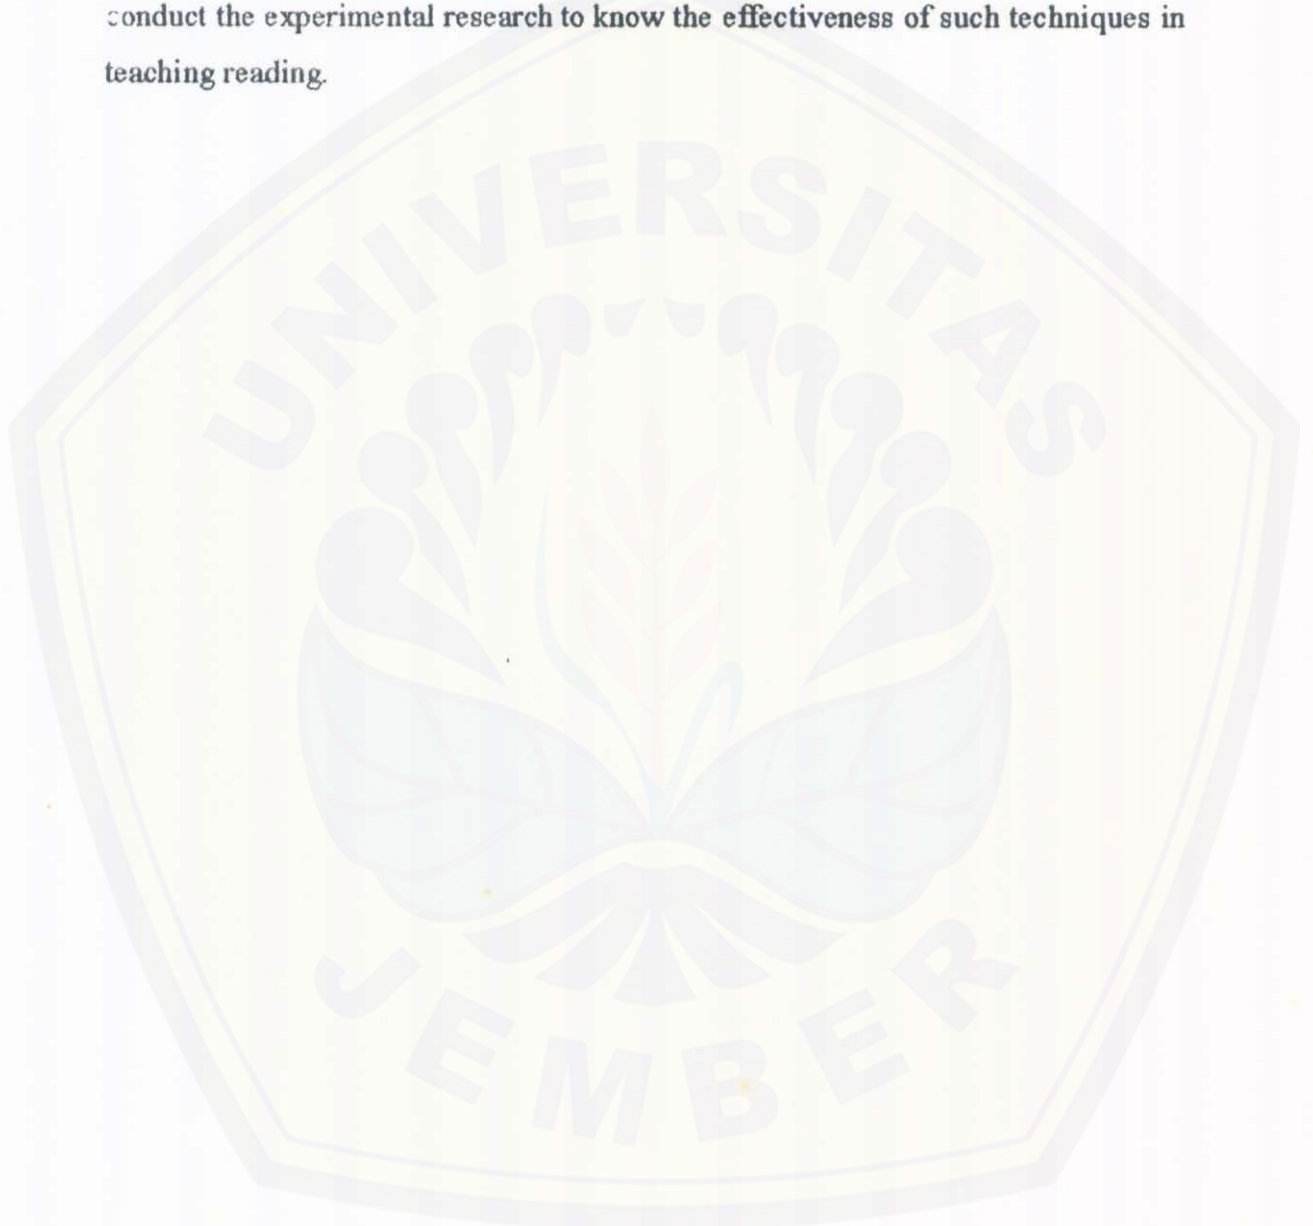 conduct the experimental research to know the effectiveness of such techniques in
teaching reading.
UNIVERSITAS
JEMBER